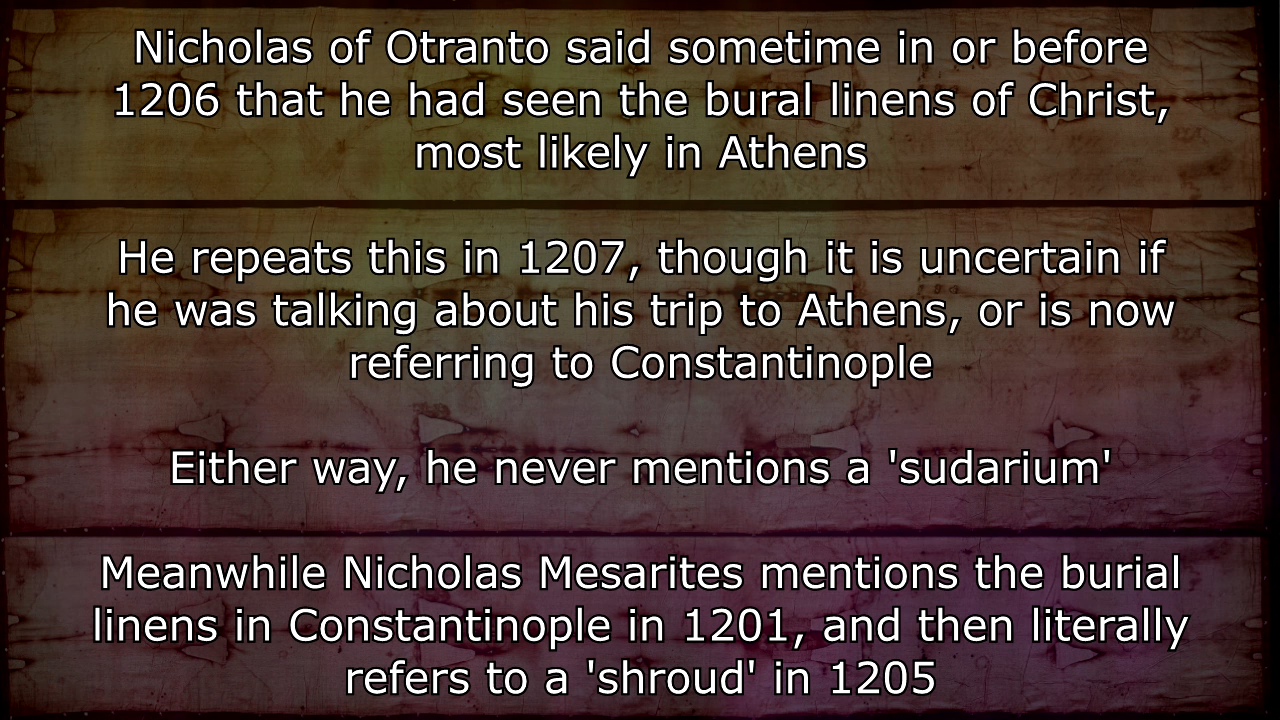 Nicholas of Otranto said sometime in or before
1206 that he had seen the bural linens of Christ,
most likely in Athens
He repeats this in 1207, though it is uncertain if
he was talking about his trip to Athens, or is now
referring to Constantinople
Either way, he never mentions a 'sudarium'
Meanwhile Nicholas Mesarites mentions the burial
linens in Constantinople in 1201, and then literally
refers to a 'shroud' in 1205